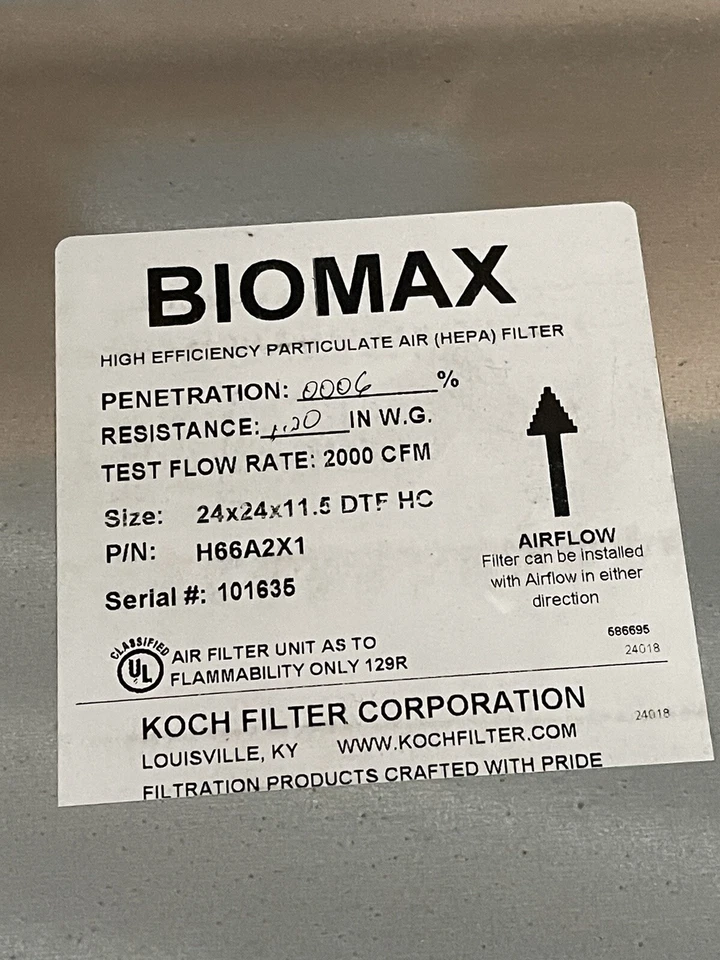 BIOMAX
HIGH EFFICIENCY PARTICULATE AIR (HEPA) FILTER
PENETRATION: 0006 %
RESISTANCE: 1.20 IN W.G.
TEST FLOW RATE: 2000 CFM
Size: 24x24x11.5 DTF HC
P/N: H66A2X1
Serial #: 101635
AIRFLOW
Filter can be installed
with Airflow in either
direction
686695
24018
CLASSIFIED
UL
AIR FILTER UNIT AS TO
FLAMMABILITY ONLY 129R
KOCH FILTER CORPORATION
24018
LOUISVILLE, KY WWW.KOCHFILTER.COM
FILTRATION PRODUCTS CRAFTED WITH PRIDE